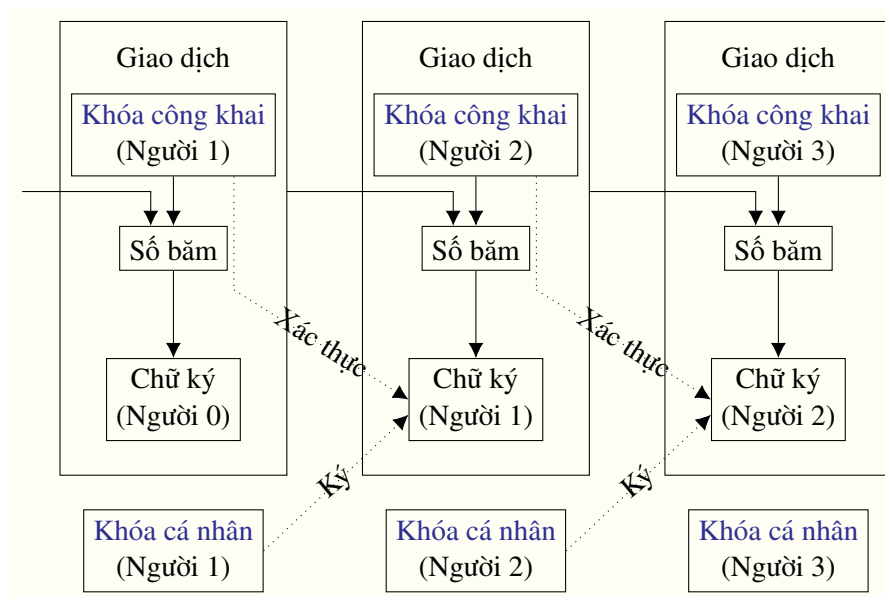 Giao dịch
Khóa công khai
(Người 1)
Số băm
Chữ ký
(Người 0)
Giao dịch
Khóa công khai
(Người 2)
Số băm
Chữ ký
(Người 1)
Giao dịch
Khóa công khai
(Người 3)
Số băm
Chữ ký
(Người 2)
Xác thực
Xác thực
Ký
Ký
Khóa cá nhân
(Người 1)
Khóa cá nhân
(Người 2)
Khóa cá nhân
(Người 3)